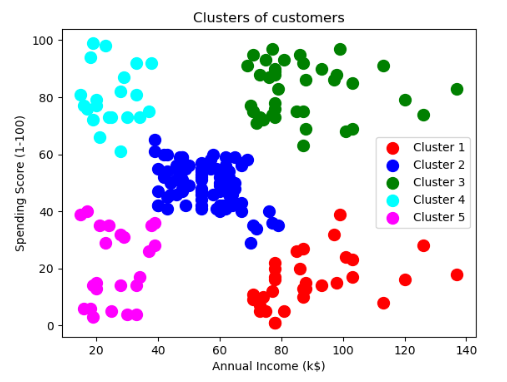 Clusters of customers
Spending Score (1-100)
100
80
60
40
20
0
Cluster 1
Cluster 2
Cluster 3
Cluster 4
Cluster 5
20 40 60 80 100 120 140
Annual Income (k$)